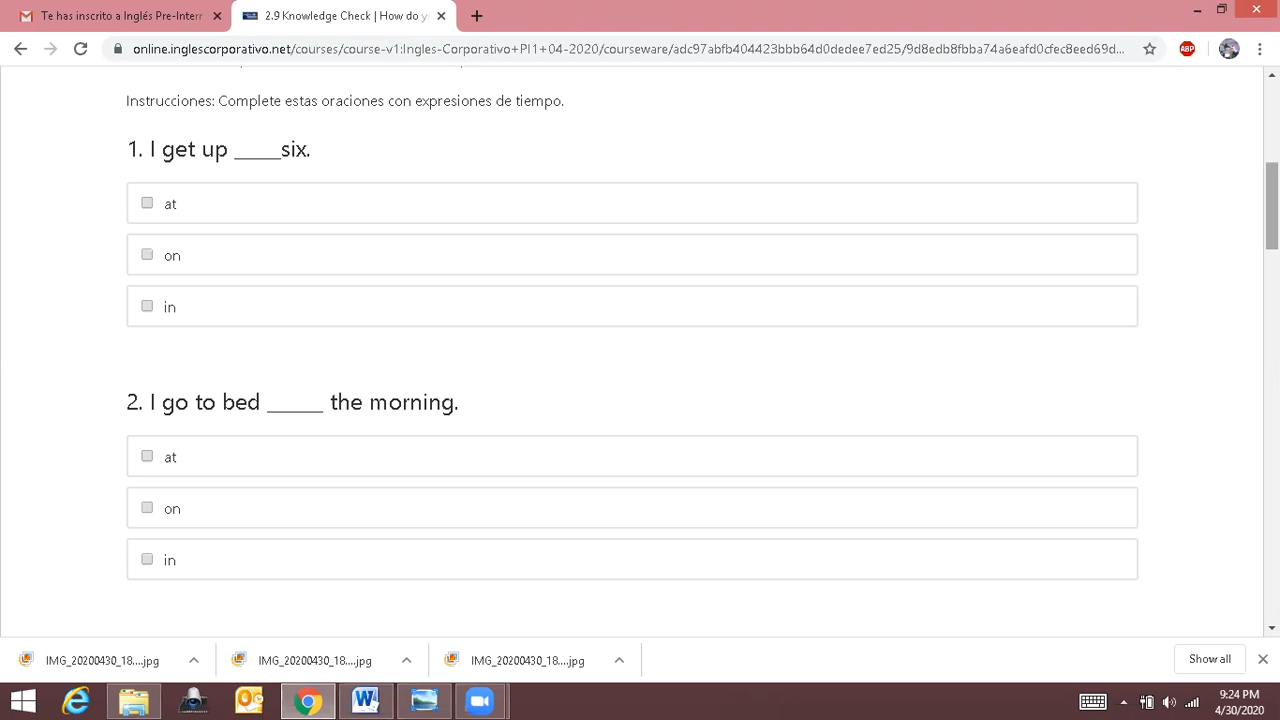 Te has inscrito a Inglés Pre-Interr
2.9 Knowledge Check | How do y
online.inglescorporativo.net/courses/course-v1:Ingles-Corporativo+PI1+04-2020/courseware/adc97abfb404423bbb64f0dedee7ed25/9d8edb8fbba74a6eafd0cfec8eed69d...
ABP
Instrucciones: Complete estas oraciones con expresiones de tiempo.
1. I get up _____six.
at
on
in
2. I go to bed _____ the morning.
at
on
in
IMG_20200430_18....jpg
IMG_20200430_18....jpg
IMG_20200430_18....jpg
Show all
9:24 PM
4/30/2020